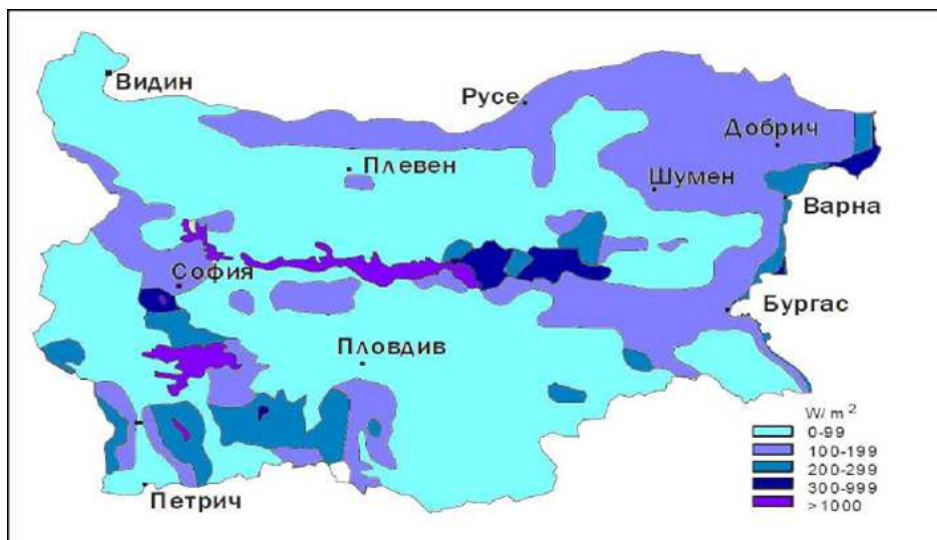 Видин
Русе
Добрич
Плевен
Шумен
Варна
София
Бургас
Пловдив
Петрич
W/m²
0-99
100-199
200-299
300-999
>1000